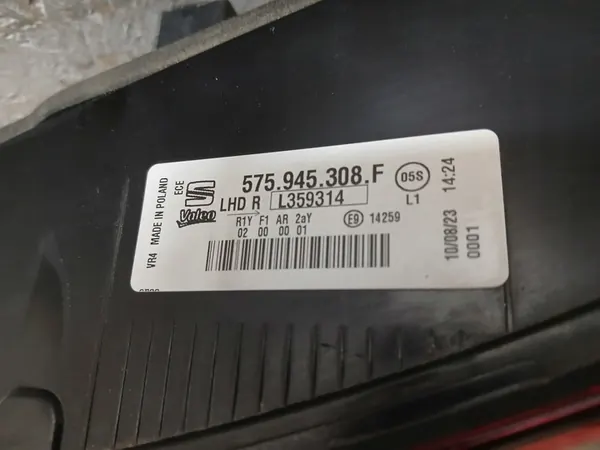 VR4 MADE IN POLAND
ECE
Valeo
575.945.308.F
LHD R L359314
R1Y F1 AR 2aY
02 00 00 01
E9 14259
05S
L1
10/08/23 14:24
0001